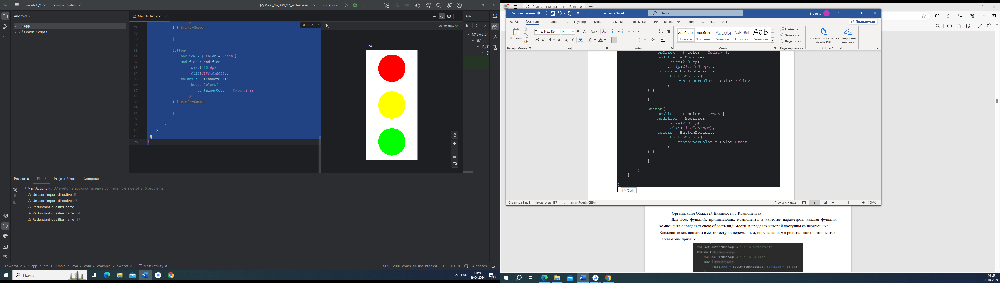 swetof_2
Version control
Pixel_3a_API_34_extension...
app
Android
MainActivity.kt
app
Gradle Scripts
5
76 ) { this: RowScope
77
78 }
79
80 Button(
81 onClick = { color = Green },
82 modifier = Modifier
83 .size(210.dp)
84 .clip(CircleShape),
85 colors = ButtonDefaults
86 .buttonColors(
87 containerColor = Color.Green
88 )
89 ) { this: RowScope
90
91 }
92
93 }
94 }
95
96 }
Up-to-date
Pr4
1:1
Gr
swetof_
app
Ta
Problems
File 5
Project Errors
Compose 1
MainActivity.kt D:\swetof_2\app\src\main\java\com\example\swetof_2 5 problems
Unused import directive :6
Unused import directive :15
Redundant qualifier name :59
Redundant qualifier name :74
Redundant qualifier name :87
swetof_2 > app > src > main > java > com > example > swetof_2 > MainActivity.kt
96:2 (2906 chars, 95 line breaks) LF UTF-8 4 spaces
Поиск
ENG
14:59
19.04.2024
1
Практические работы по Разра
Автосохранение
отчет - Word
Поиск
Student S
Файл Главная Вставка Конструктор Макет Ссылки Рассылки Рецензирование Вид Справка Acrobat
Поделиться
Вставить
Буфер обмена
Times New Ron 14
Ж К Ч
Шрифт
Абзац
АаБбВвГг, АаБбВвГг, АаБбВі АаБбВвГ Aab
¶ Обычный ¶ Без инте... Заголово... Заголово... Заголовок
Стили
Найти
Заменить
Выделить
Редактирование
Создать и поделиться Adobe PDF
Запросить подписи
Adobe Acrobat
onClick = { color = Yellow },
modifier = Modifier
.size(210.dp)
.clip(CircleShape),
colors = ButtonDefaults
.buttonColors(
containerColor = Color.Yellow
)
) {
}
Button(
onClick = { color = Green },
modifier = Modifier
.size(210.dp)
.clip(CircleShape),
colors = ButtonDefaults
.buttonColors(
containerColor = Color.Green
)
) {
}
}
}
}
(Ctrl)
Страница 5 из 5 Число слов: 437 английский (США)
Фокусировка
100 %
Организация Областей Видимости в Компонентах
Для всех функций, принимающих компоненты в качестве параметров, каждая функция
компонента определяет свою область видимости, в пределах которой доступны ее переменные.
Вложенные компоненты имеют доступ к переменным, определенным в родительских компонентах.
Рассмотрим пример:
val setContentMessage = "Hello setContent"
Column { this: ColumnScope
val columnMessage = "Hello Column"
Row { this: RowScope
Text(text = setContentMessage, fontSize = 28.sp)
14:59
19.04.2024